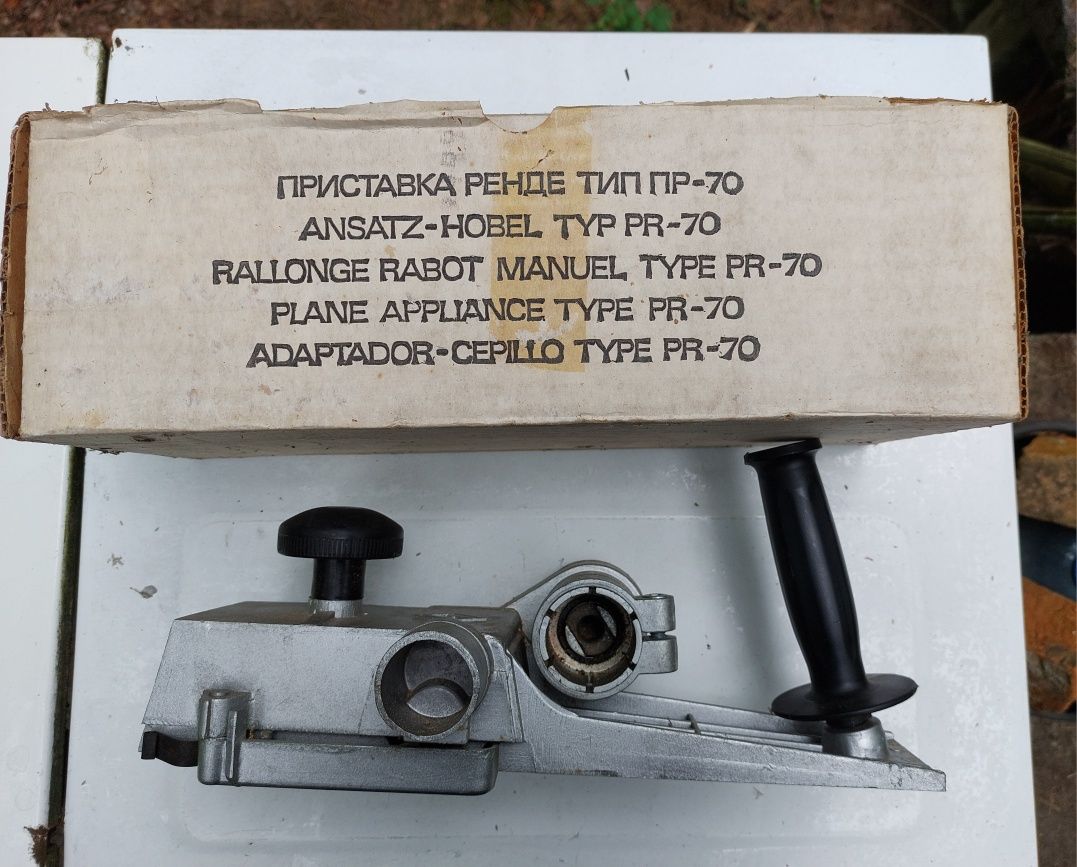 ПРИСТАВКА РЕНДЕ ТИП ПР-70
ANSATZ-HOBEL TYP PR-70
RALLONGE RABOT MANUEL TYPE PR-70
PLANE APPLIANCE TYPE PR-70
ADAPTADOR-CEPILLO TYPE PR-70